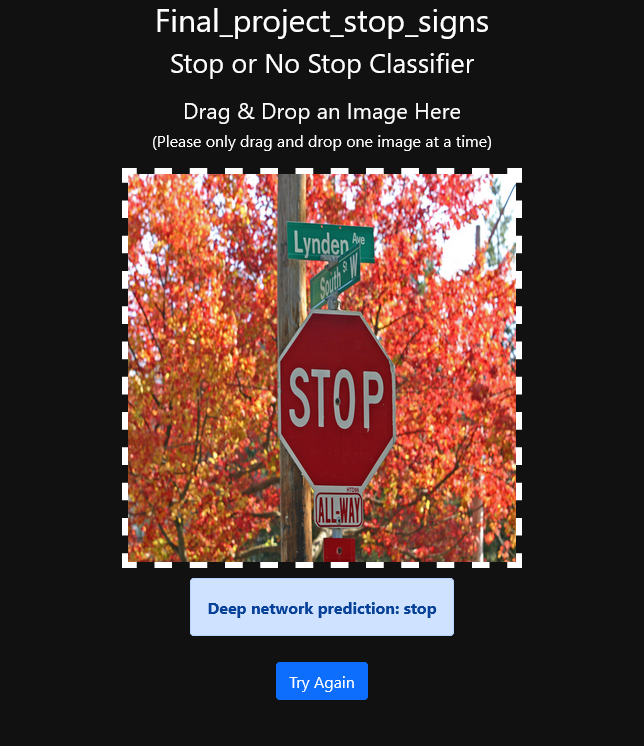 Final_project_stop_signs
Stop or No Stop Classifier
Drag & Drop an Image Here
(Please only drag and drop one image at a time)
Lynden Ave
South St W
STOP
ALL-WAY
Deep network prediction: stop
Try Again